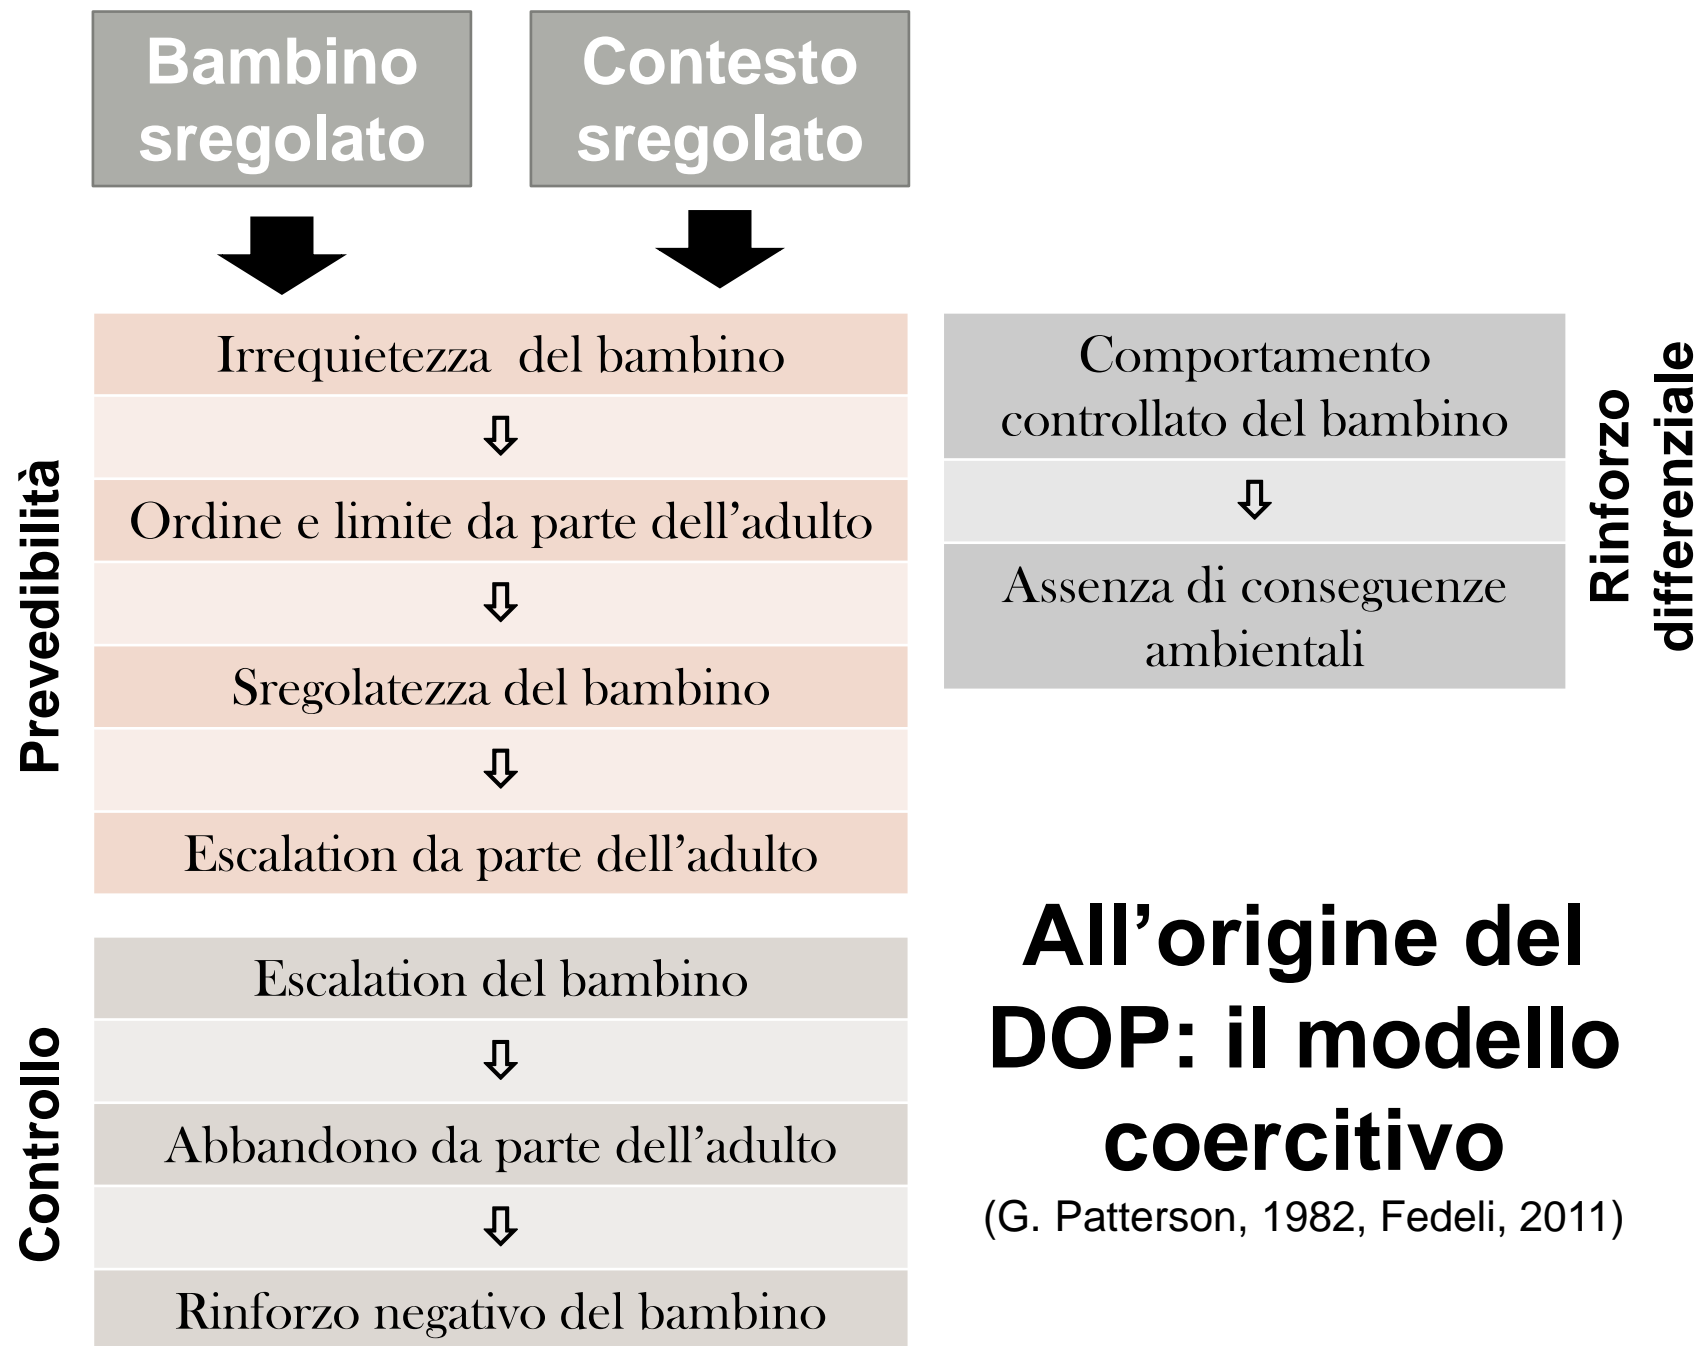 Bambino
sregolato
Contesto
sregolato
Prevedibilità
Irrequietezza del bambino
Ordine e limite da parte dell’adulto
Sregolatezza del bambino
Escalation da parte dell’adulto
Comportamento
controllato del bambino
Assenza di conseguenze
ambientali
Rinforzo
differenziale
Controllo
Escalation del bambino
Abbandono da parte dell’adulto
Rinforzo negativo del bambino
All’origine del
DOP: il modello
coercitivo
(G. Patterson, 1982, Fedeli, 2011)